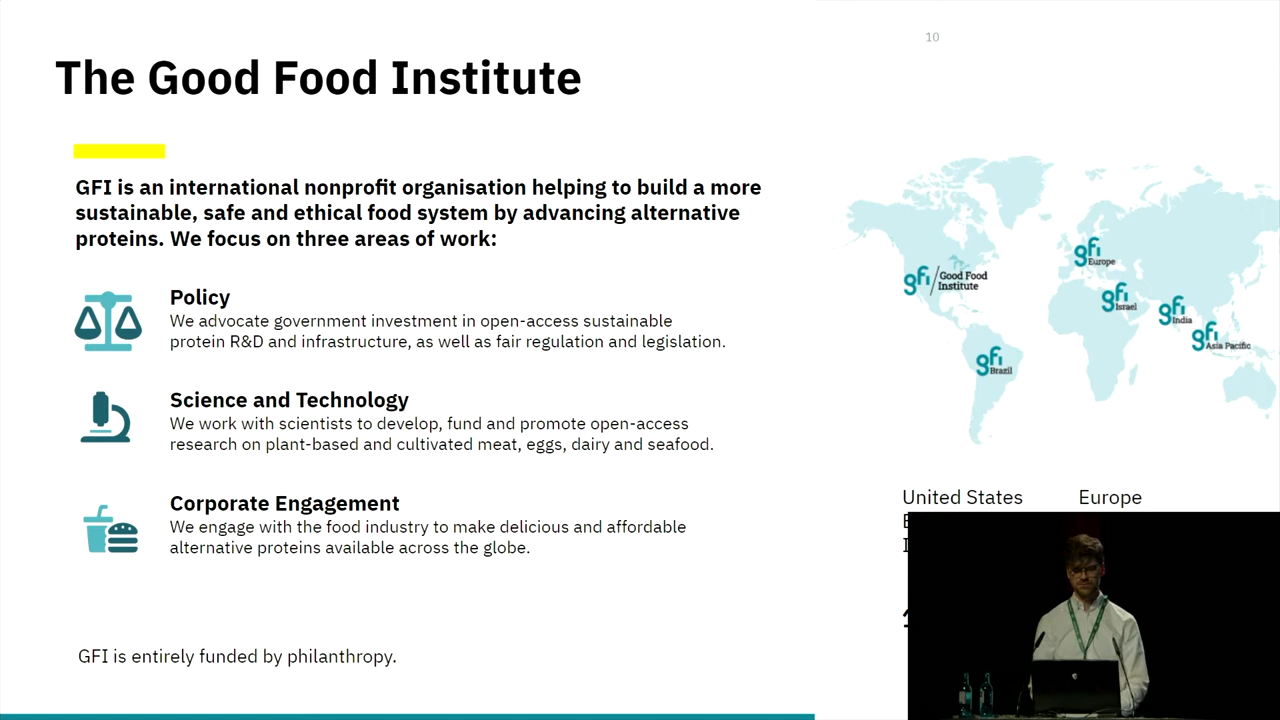 10
The Good Food Institute
GFI is an international nonprofit organisation helping to build a more
sustainable, safe and ethical food system by advancing alternative
proteins. We focus on three areas of work:
Policy
We advocate government investment in open-access sustainable
protein R&D and infrastructure, as well as fair regulation and legislation.
Science and Technology
We work with scientists to develop, fund and promote open-access
research on plant-based and cultivated meat, eggs, dairy and seafood.
Corporate Engagement
We engage with the food industry to make delicious and affordable
alternative proteins available across the globe.
GFI is entirely funded by philanthropy.
gfi Europe
gfi / Good Food
Institute
gfi Israel
gfi India
gfi Asia Pacific
gfi Brazil
United States Europe